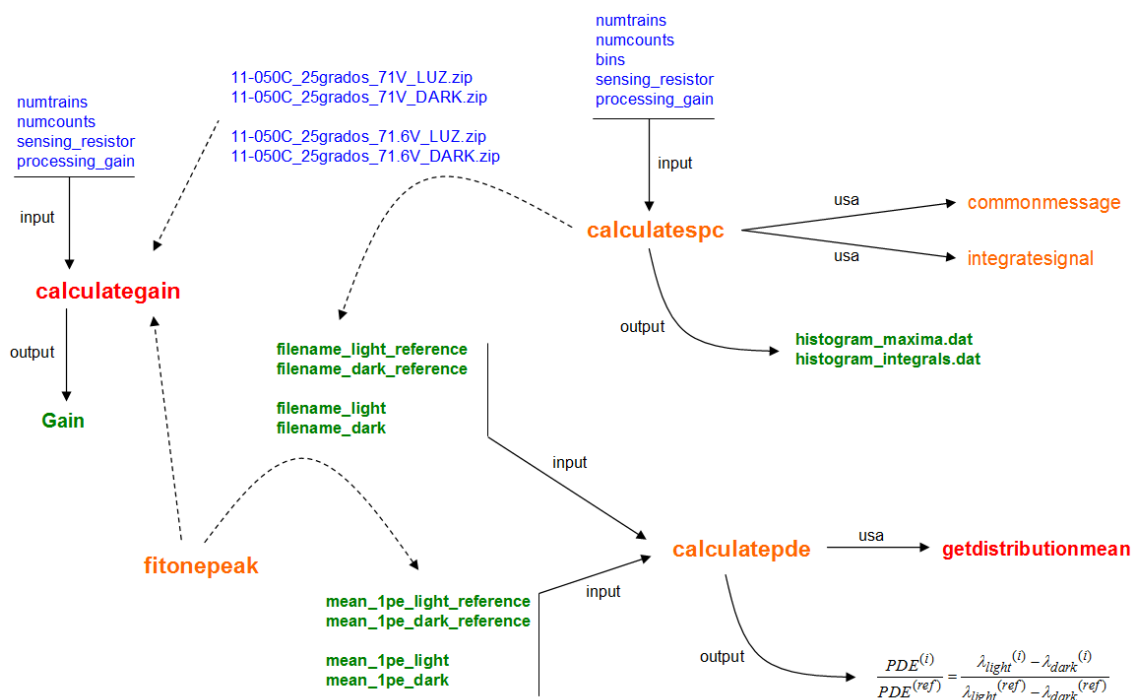 numtrains
numcounts
bins
sensing_resistor
processing_gain
11-050C_25grados_71V_LUZ.zip
11-050C_25grados_71V_DARK.zip
11-050C_25grados_71.6V_LUZ.zip
11-050C_25grados_71.6V_DARK.zip
numtrains
numcounts
sensing_resistor
processing_gain
input
input
calculatespc
usa
commonmessage
usa
integratesignal
calculategain
output
output
histogram_maxima.dat
histogram_integrals.dat
filename_light_reference
filename_dark_reference
filename_light
filename_dark
Gain
input
fitonepeak
calculatepde
usa
getdistributionmean
input
mean_1pe_light_reference
mean_1pe_dark_reference
mean_1pe_light
mean_1pe_dark
output
PDE^(i) / PDE^(ref) = λ_light^(i) − λ_dark^(i) / λ_light^(ref) − λ_dark^(ref)